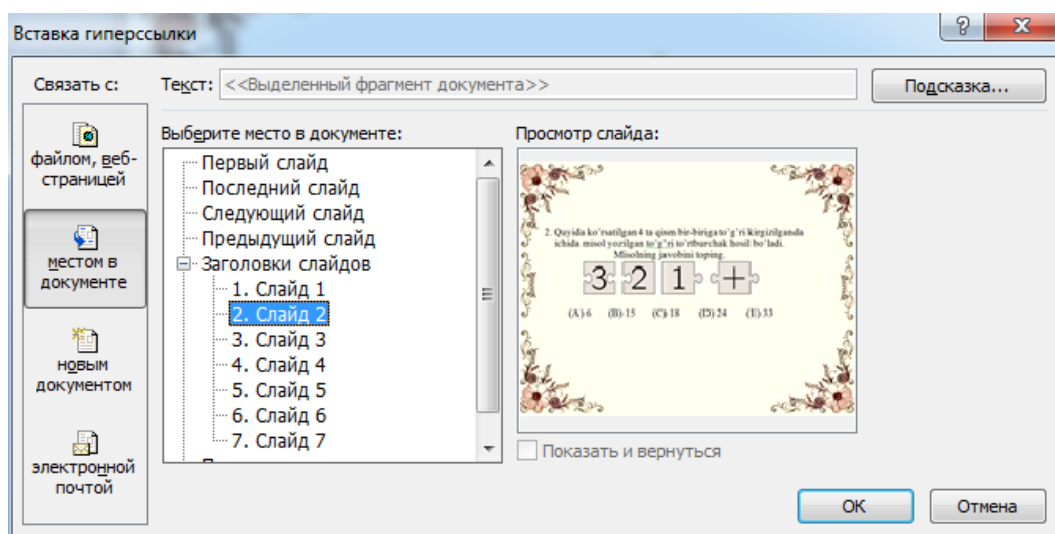 Вставка гиперссылки
Связать с:
Текст: <<Выделенный фрагмент документа>>
Подсказка...
файлом, веб-
страницей
местом в
документе
новым
документом
электронной
почтой
Выберите место в документе:
Первый слайд
Последний слайд
Следующий слайд
Предыдущий слайд
Заголовки слайдов
1. Слайд 1
2. Слайд 2
3. Слайд 3
4. Слайд 4
5. Слайд 5
6. Слайд 6
7. Слайд 7
Просмотр слайда:
2. Quyida ko'rsatilgan 4 ta qism bir-biriga to'g'ri kirgizilganda
ichida misol yozilgan to'g'ri to'rtburchak hosil bo'ladi.
Misolning javobini toping.
3 2 1 +
(A) 6 (B) 15 (C) 18 (D) 24 (E) 33
Показать и вернуться
ОК
Отмена